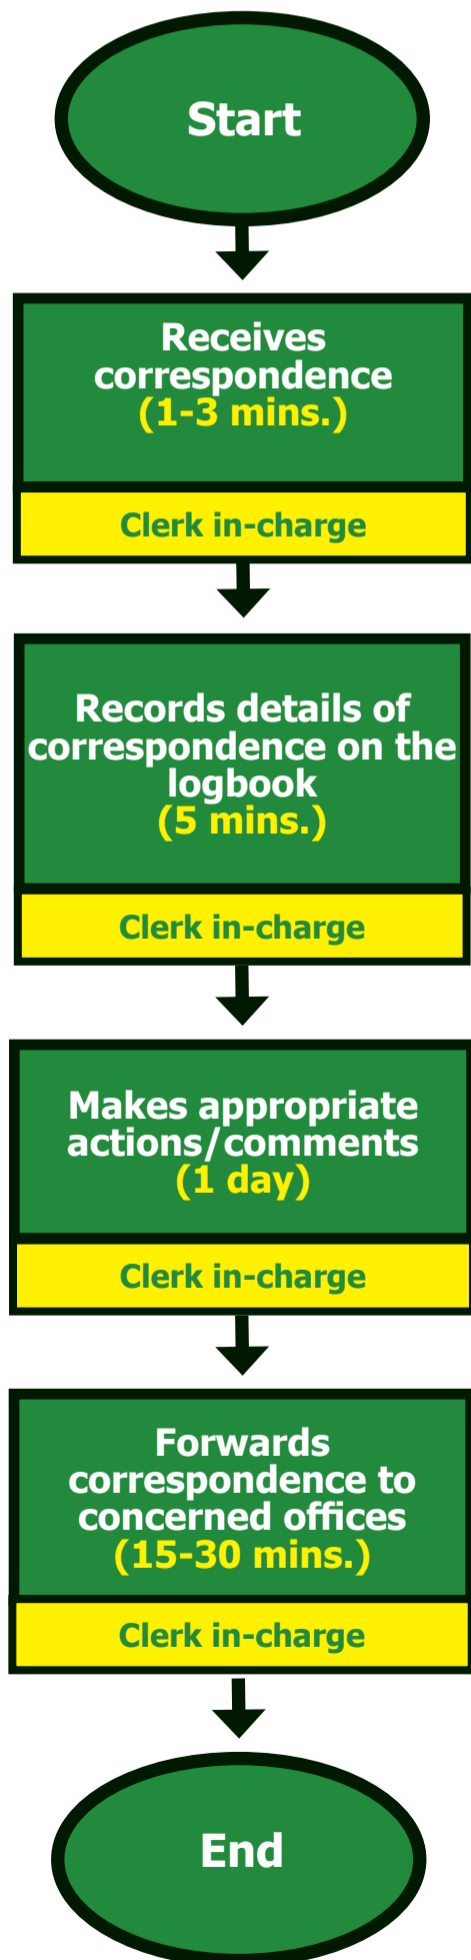 Start
Receives
correspondence
(1-3 mins.)
Clerk in-charge
Records details of
correspondence on the
logbook
(5 mins.)
Clerk in-charge
Makes appropriate
actions/comments
(1 day)
Clerk in-charge
Forwards
correspondence to
concerned offices
(15-30 mins.)
Clerk in-charge
End